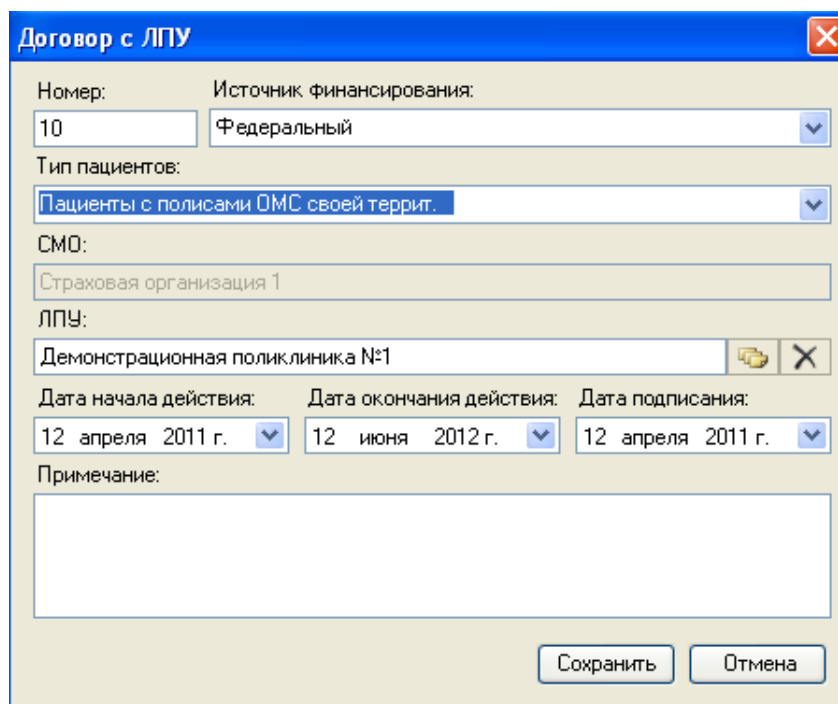 Договор с ЛПУ
Номер: Источник финансирования:
10 Федеральный
Тип пациентов:
Пациенты с полисами ОМС своей террит.
СМО:
Страховая организация 1
ЛПУ:
Демонстрационная поликлиника №1
Дата начала действия: Дата окончания действия: Дата подписания:
12 апреля 2011 г. 12 июня 2012 г. 12 апреля 2011 г.
Примечание:
Сохранить Отмена